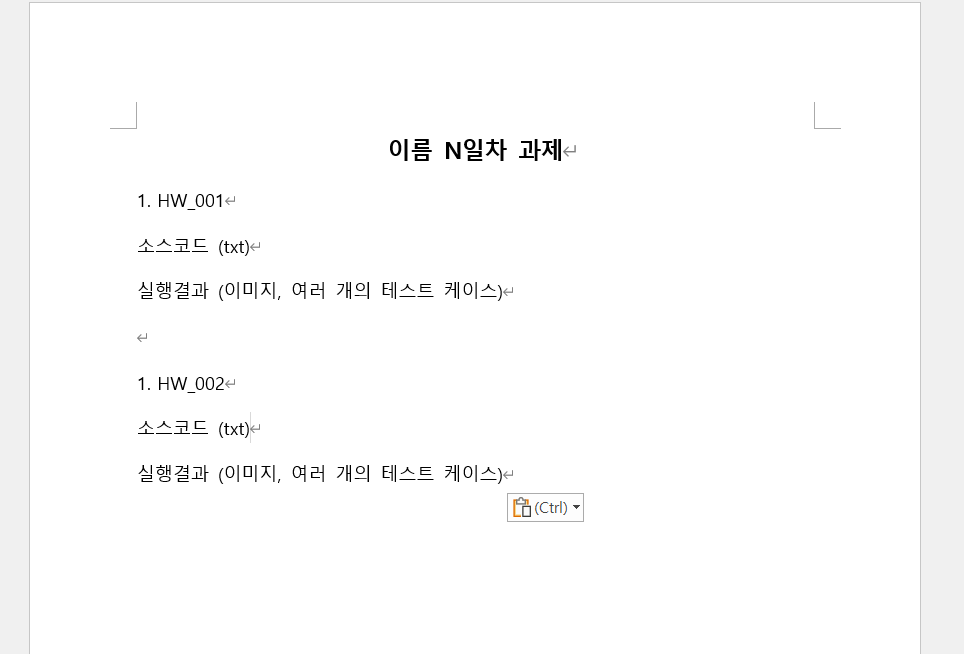 이름 N일차 과제
1. HW_001
소스코드 (txt)
실행결과 (이미지, 여러 개의 테스트 케이스)
1. HW_002
소스코드 (txt)
실행결과 (이미지, 여러 개의 테스트 케이스)
(Ctrl)